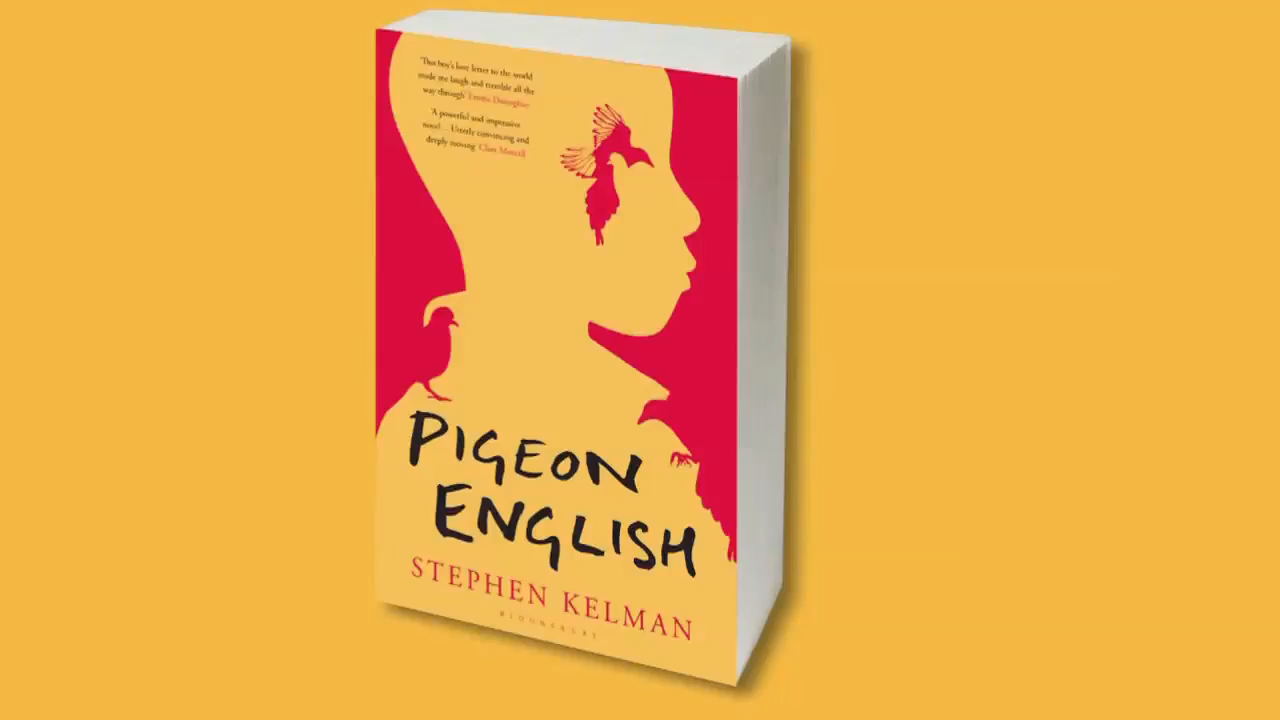 'This boy's love letter to the world
made me laugh and tremble all the
way through' Emma Donoghue
'A powerful and impressive
novel... Utterly convincing and
deeply moving' Clare Morrall
PIGEON
ENGLISH
STEPHEN KELMAN
BLOOMSBURY